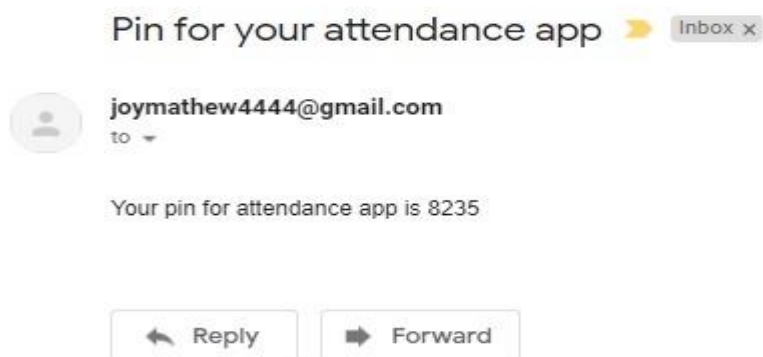 Pin for your attendance app Inbox x
joymathew4444@gmail.com
to
Your pin for attendance app is 8235
Reply Forward